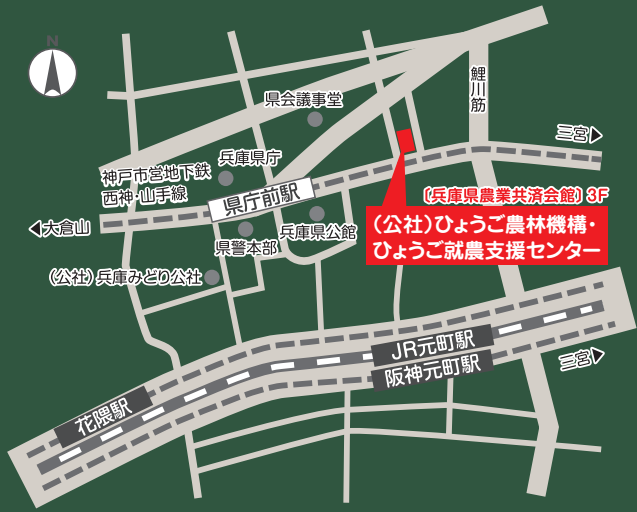 N
鯉川筋
県会議事堂
三宮
兵庫県庁
神戸市営地下鉄
西神・山手線
県庁前駅
〔兵庫県農業共済会館〕3F
(公社)ひょうご農林機構・
ひょうご就農支援センター
大倉山
兵庫県公館
県警本部
(公社)兵庫みどり公社
JR元町駅
阪神元町駅
三宮
花隈駅